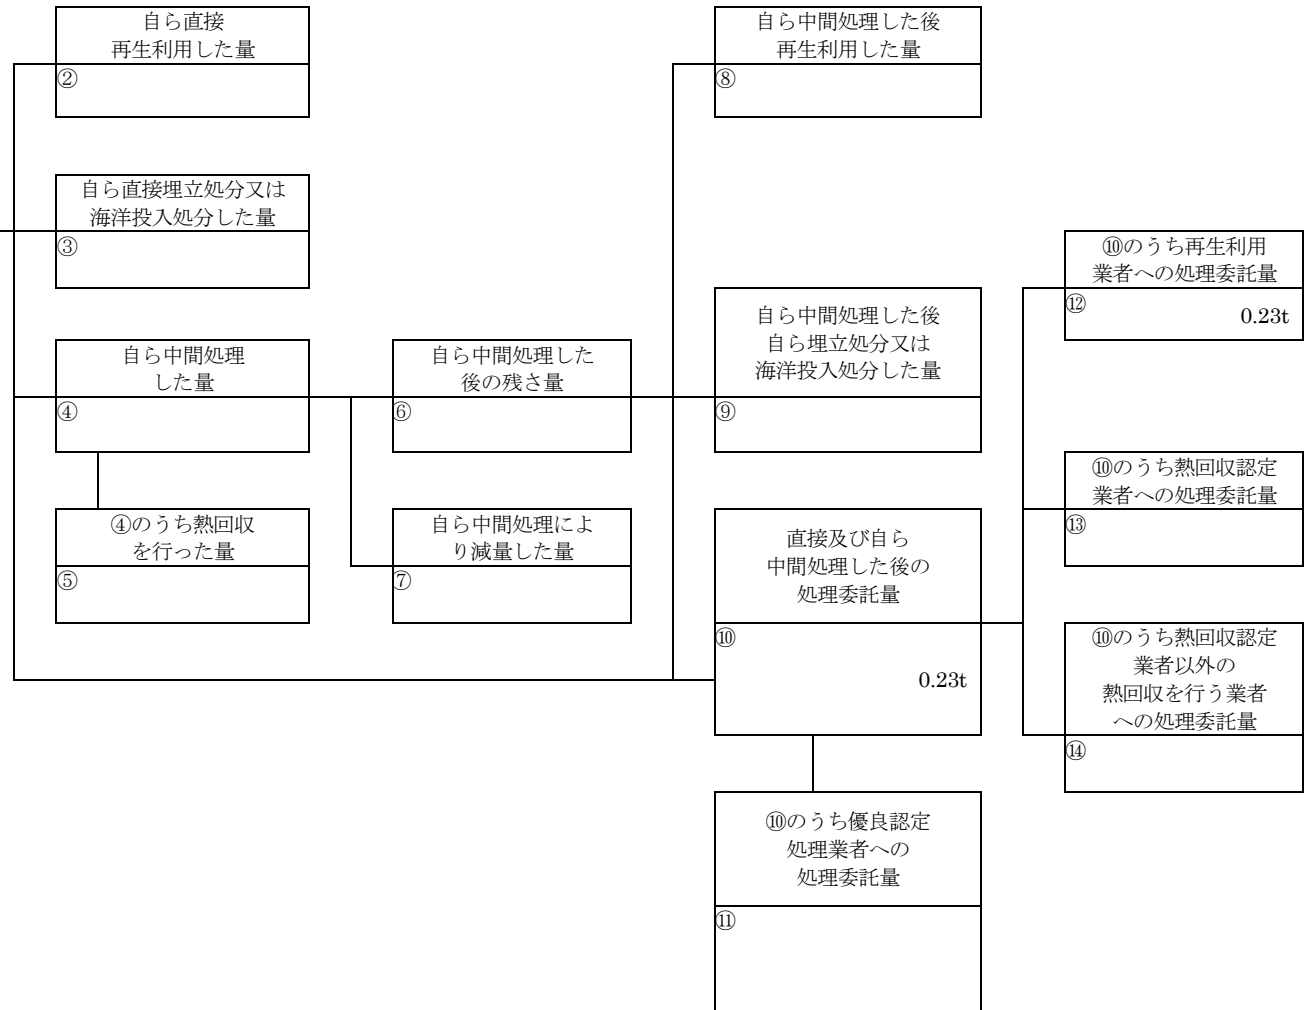 自ら直接
再生利用した量
②
自ら直接埋立処分又は
海洋投入処分した量
③
自ら中間処理
した量
④
④のうち熱回収
を行った量
⑤
自ら中間処理した
後の残さ量
⑥
自ら中間処理によ
り減量した量
⑦
自ら中間処理した後
再生利用した量
⑧
自ら中間処理した後
自ら埋立処分又は
海洋投入処分した量
⑨
直接及び自ら
中間処理した後の
処理委託量
⑩
0.23t
⑩のうち優良認定
処理業者への
処理委託量
⑪
⑩のうち再生利用
業者への処理委託量
⑫
0.23t
⑩のうち熱回収認定
業者への処理委託量
⑬
⑩のうち熱回収認定
業者以外の
熱回収を行う業者
への処理委託量
⑭